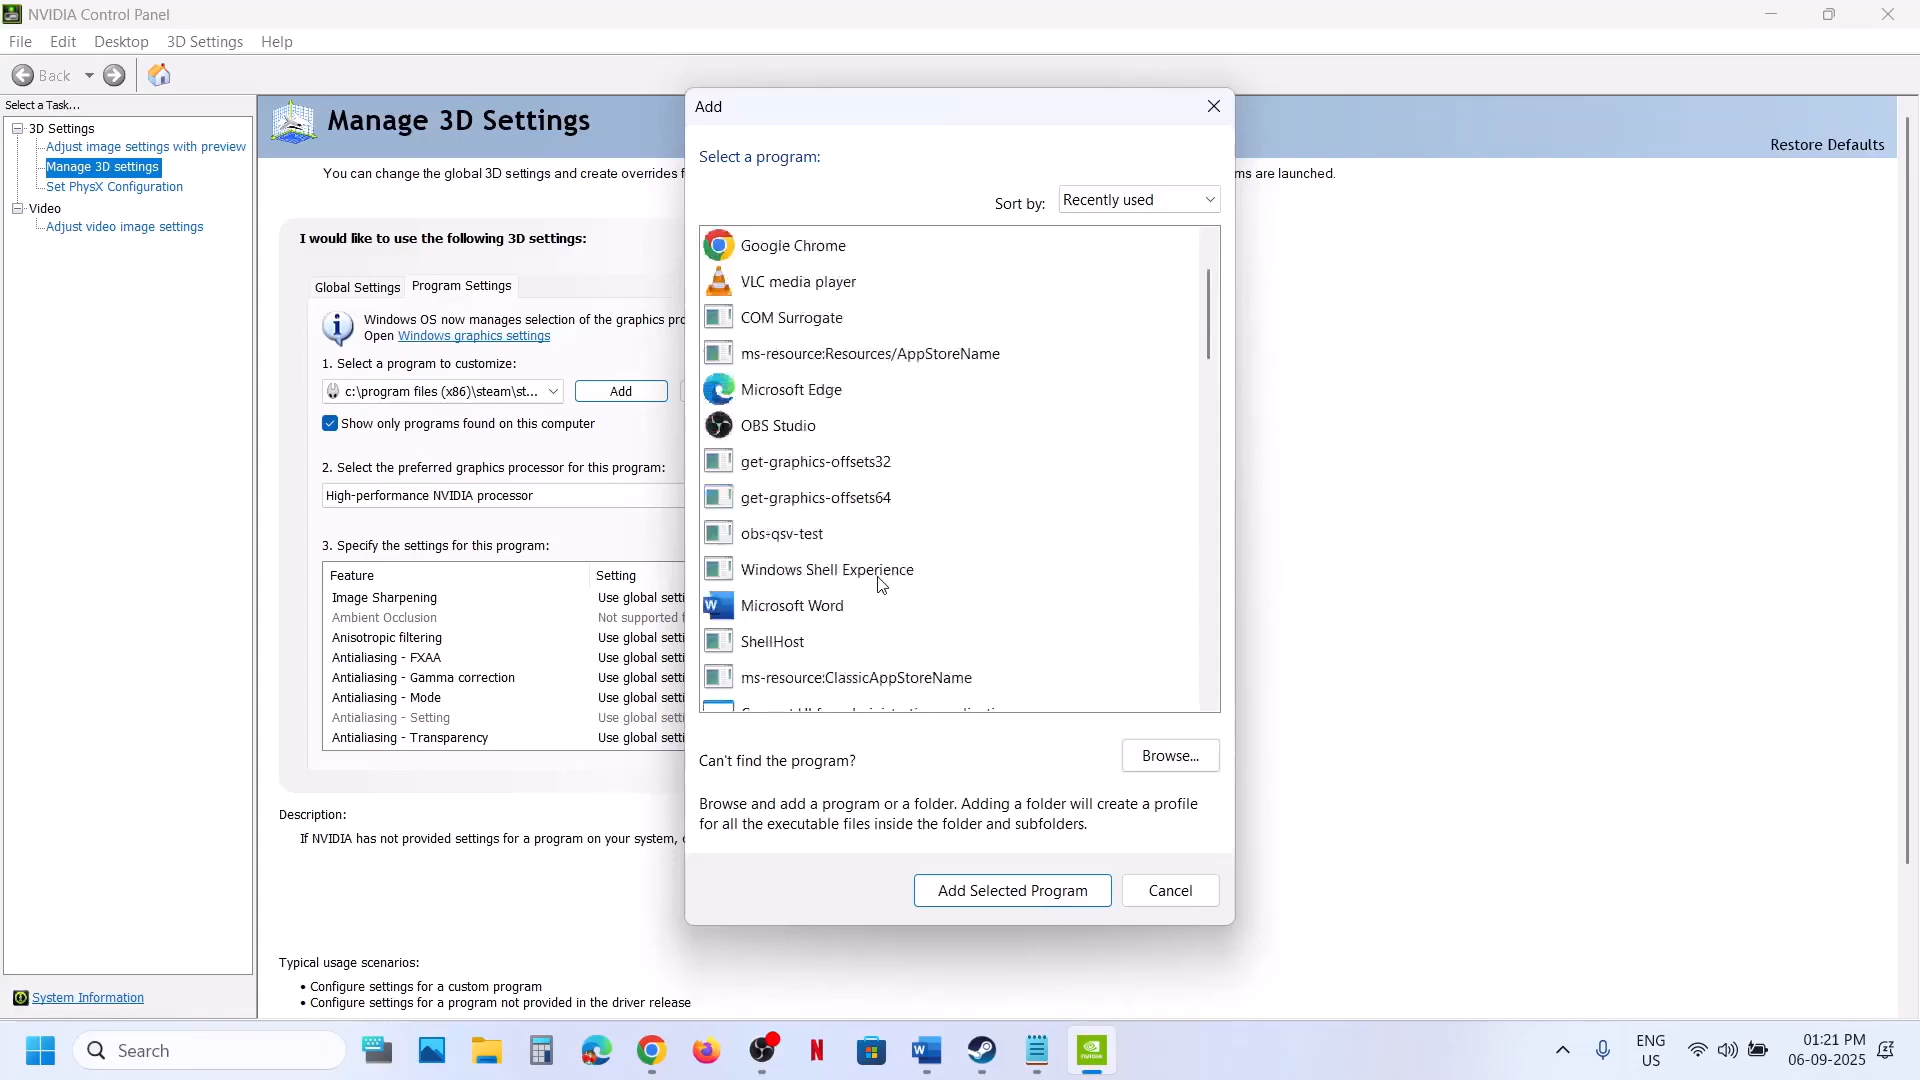 NVIDIA Control Panel
File Edit Desktop 3D Settings Help
Back
Select a Task...
3D Settings
Adjust image settings with preview
Manage 3D settings
Set PhysX Configuration
Video
Adjust video image settings
System Information
Manage 3D Settings
Restore Defaults
You can change the global 3D settings and create overrides f
ms are launched.
I would like to use the following 3D settings:
Global Settings
Program Settings
Windows OS now manages selection of the graphics pro
Open Windows graphics settings
1. Select a program to customize:
c:\program files (x86)\steam\st...
Add
Show only programs found on this computer
2. Select the preferred graphics processor for this program:
High-performance NVIDIA processor
3. Specify the settings for this program:
Feature Setting
Image Sharpening Use global setti
Ambient Occlusion Not supported f
Anisotropic filtering Use global setti
Antialiasing - FXAA Use global setti
Antialiasing - Gamma correction Use global setti
Antialiasing - Mode Use global setti
Antialiasing - Setting Use global setti
Antialiasing - Transparency Use global setti
Description:
If NVIDIA has not provided settings for a program on your system,
Typical usage scenarios:
• Configure settings for a custom program
• Configure settings for a program not provided in the driver release
Add
Select a program:
Sort by: Recently used
Google Chrome
VLC media player
COM Surrogate
ms-resource:Resources/AppStoreName
Microsoft Edge
OBS Studio
get-graphics-offsets32
get-graphics-offsets64
obs-qsv-test
Windows Shell Experience
Microsoft Word
ShellHost
ms-resource:ClassicAppStoreName
Can't find the program?
Browse...
Browse and add a program or a folder. Adding a folder will create a profile
for all the executable files inside the folder and subfolders.
Add Selected Program
Cancel
Search
ENG
US
01:21 PM
06-09-2025